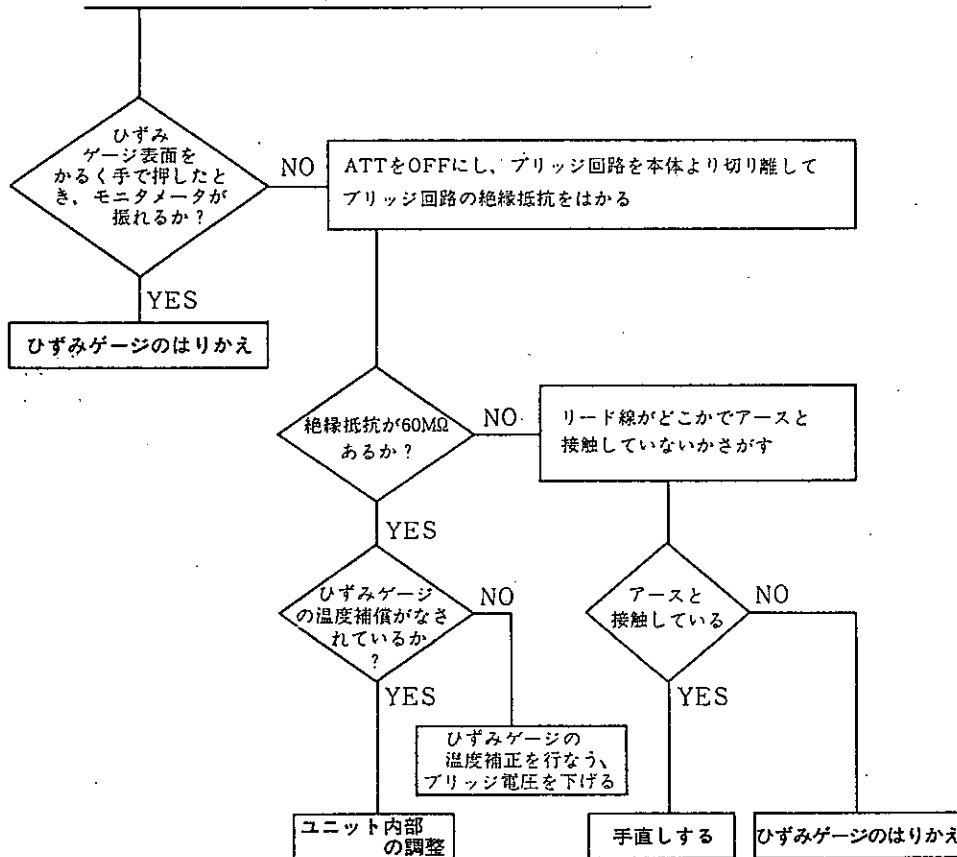 ひずみ
ゲージ表面を
かるく手で押したと
き、モニタメータが
振れるか?
NO
ATTをOFFにし、ブリッジ回路を本体より切り離して
ブリッジ回路の絶縁抵抗をはかる
YES
ひずみゲージのはりかえ
絶縁抵抗が60MΩ
あるか?
NO
リード線がどこかでアースと
接触していないかさがす
YES
ひずみゲージ
の温度補償がなさ
れているか
?
NO
アースと
接触している
NO
YES
YES
ひずみゲージの
温度補正を行なう、
ブリッジ電圧を下げる
ユニット内部
の調整
手直しする
ひずみゲージのはりかえ